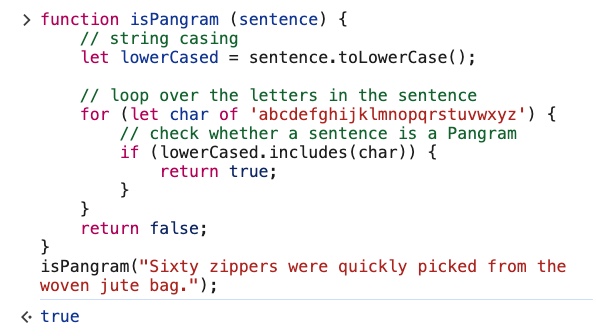 function isPangram (sentence) {
// string casing
let lowerCased = sentence.toLowerCase();
// loop over the letters in the sentence
for (let char of 'abcdefghijklmnopqrstuvwxyz') {
// check whether a sentence is a Pangram
if (lowerCased.includes(char)) {
return true;
}
}
return false;
}
isPangram("Sixty zippers were quickly picked from the
woven jute bag.");
true